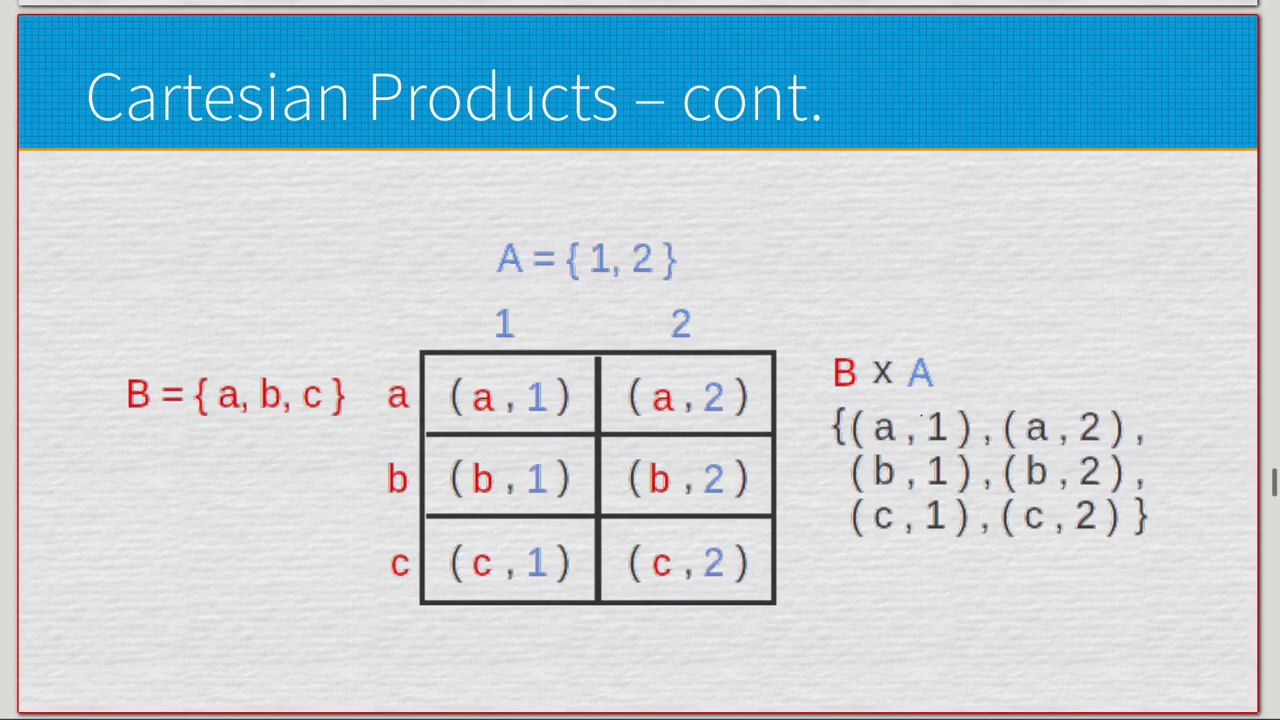 Cartesian Products – cont.
A = { 1, 2 }
1 2
B = { a, b, c } a ( a , 1 ) ( a , 2 )
b ( b , 1 ) ( b , 2 )
c ( c , 1 ) ( c , 2 )
B x A
{( a , 1 ) , ( a , 2 ) ,
( b , 1 ) , ( b , 2 ) ,
( c , 1 ) , ( c , 2 ) }